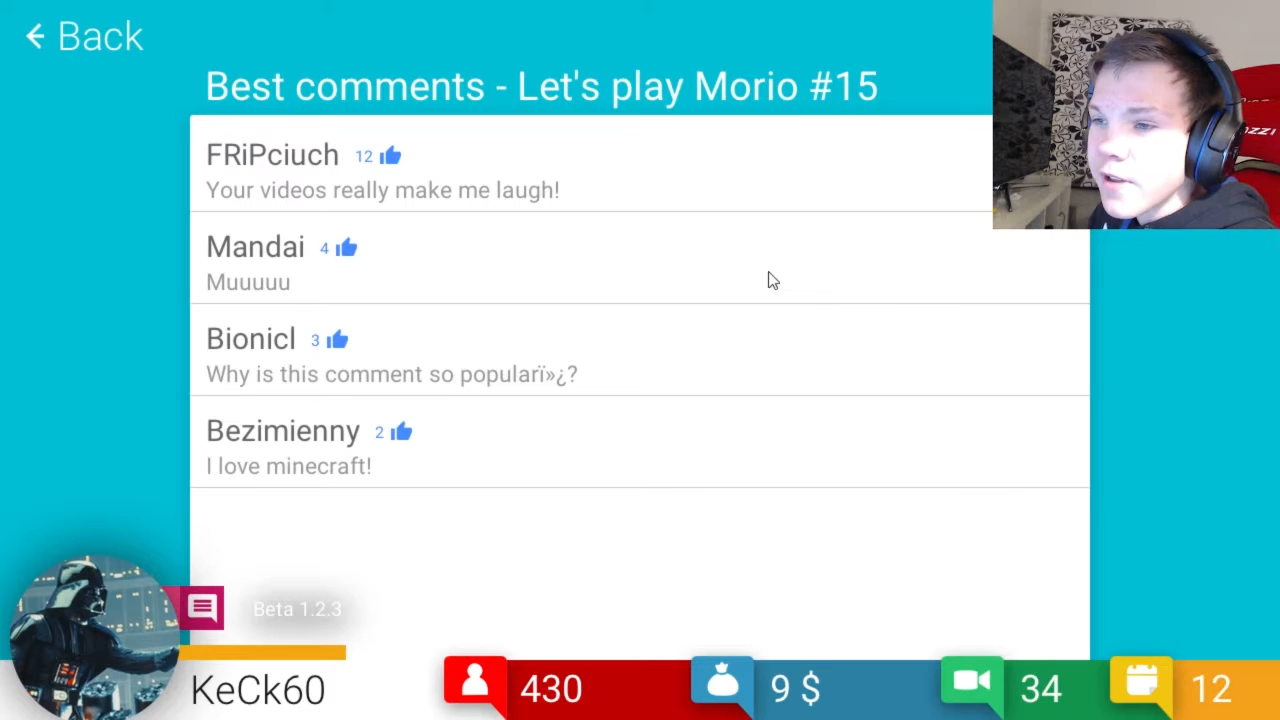 Back
Best comments - Let's play Morio #15
FRiPciuch 12
Your videos really make me laugh!
Mandai 4
Muuuuu
Bionicl 3
Why is this comment so popularï»¿?
Bezimienny 2
I love minecraft!
Beta 1.2.3
KeCk60
430
9 $
34
12